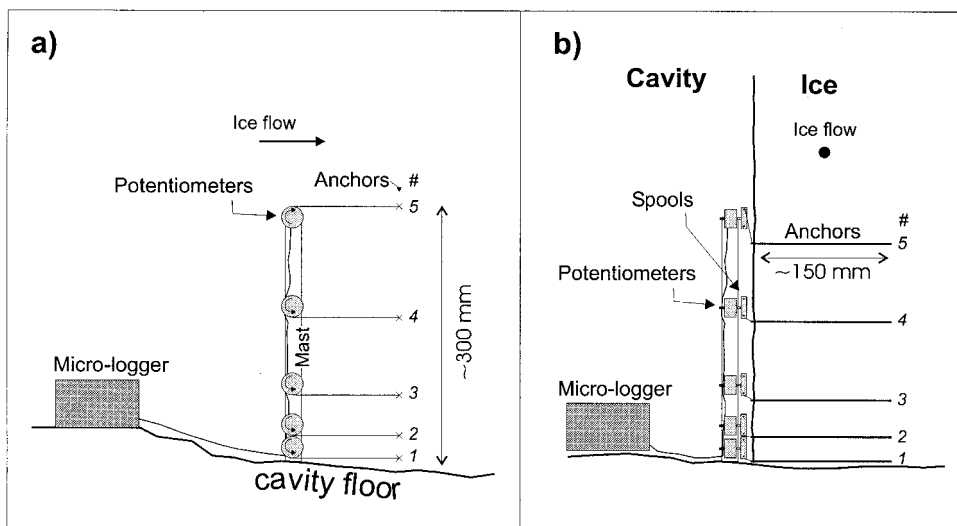 a)
Ice flow
Potentiometers
Anchors
#
5
4
Mast
3
2
1
~300 mm
Micro-logger
cavity floor
b)
Cavity
Ice
Ice flow
Spools
#
Anchors
5
~150 mm
Potentiometers
4
Micro-logger
3
2
1